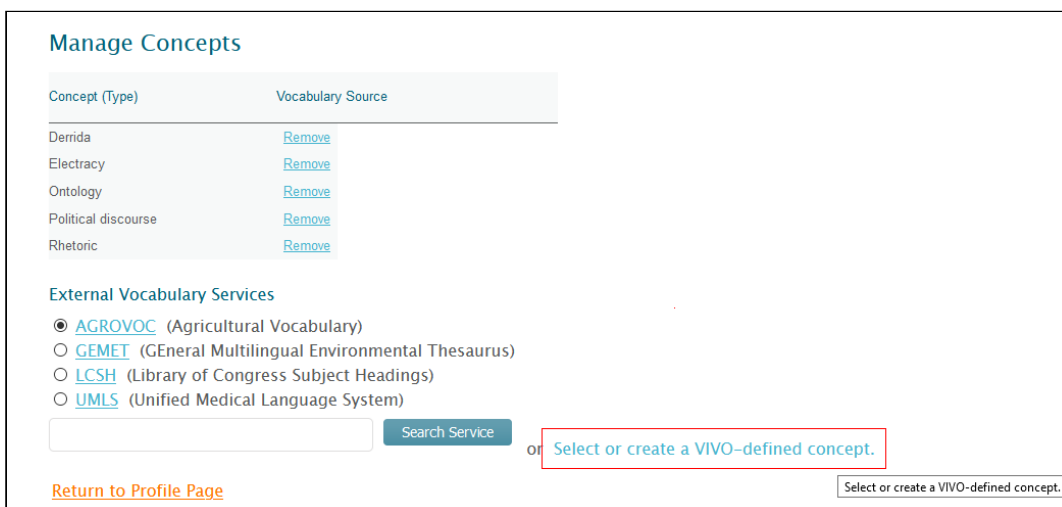 Manage Concepts
Concept (Type) Vocabulary Source
Derrida Remove
Electracy Remove
Ontology Remove
Political discourse Remove
Rhetoric Remove
External Vocabulary Services
AGROVOC (Agricultural Vocabulary)
GEMET (GEneral Multilingual Environmental Thesaurus)
LCSH (Library of Congress Subject Headings)
UMLS (Unified Medical Language System)
Search Service or Select or create a VIVO-defined concept.
Return to Profile Page
Select or create a VIVO-defined concept.